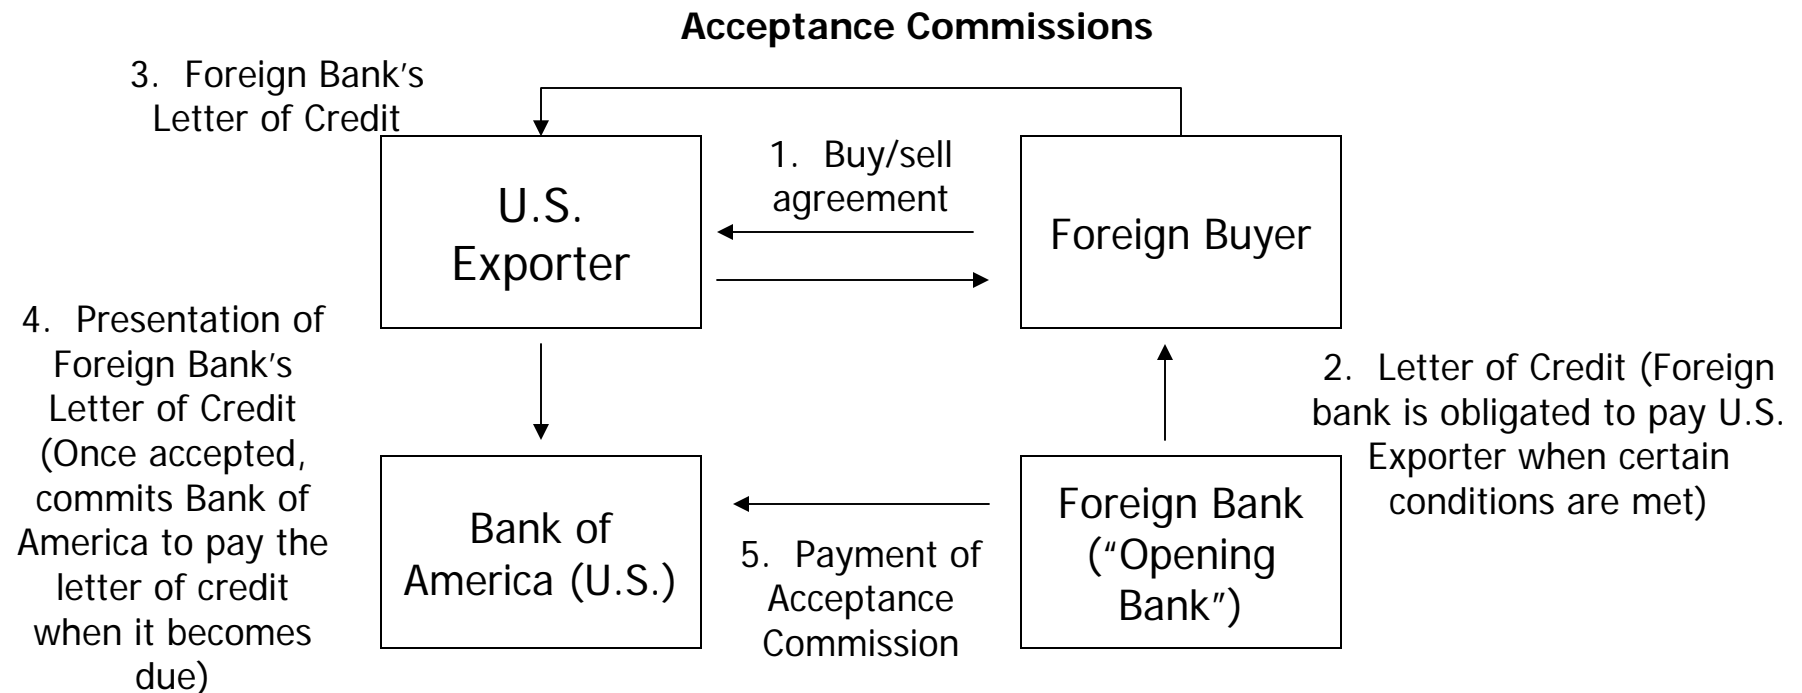 Acceptance Commissions
3. Foreign Bank's
Letter of Credit
1. Buy/sell
agreement
U.S.
Exporter
Foreign Buyer
4. Presentation of
Foreign Bank's
Letter of Credit
(Once accepted,
commits Bank of
America to pay the
letter of credit
when it becomes
due)
2. Letter of Credit (Foreign
bank is obligated to pay U.S.
Exporter when certain
conditions are met)
Bank of
America (U.S.)
5. Payment of
Acceptance
Commission
Foreign Bank
(“Opening
Bank”)